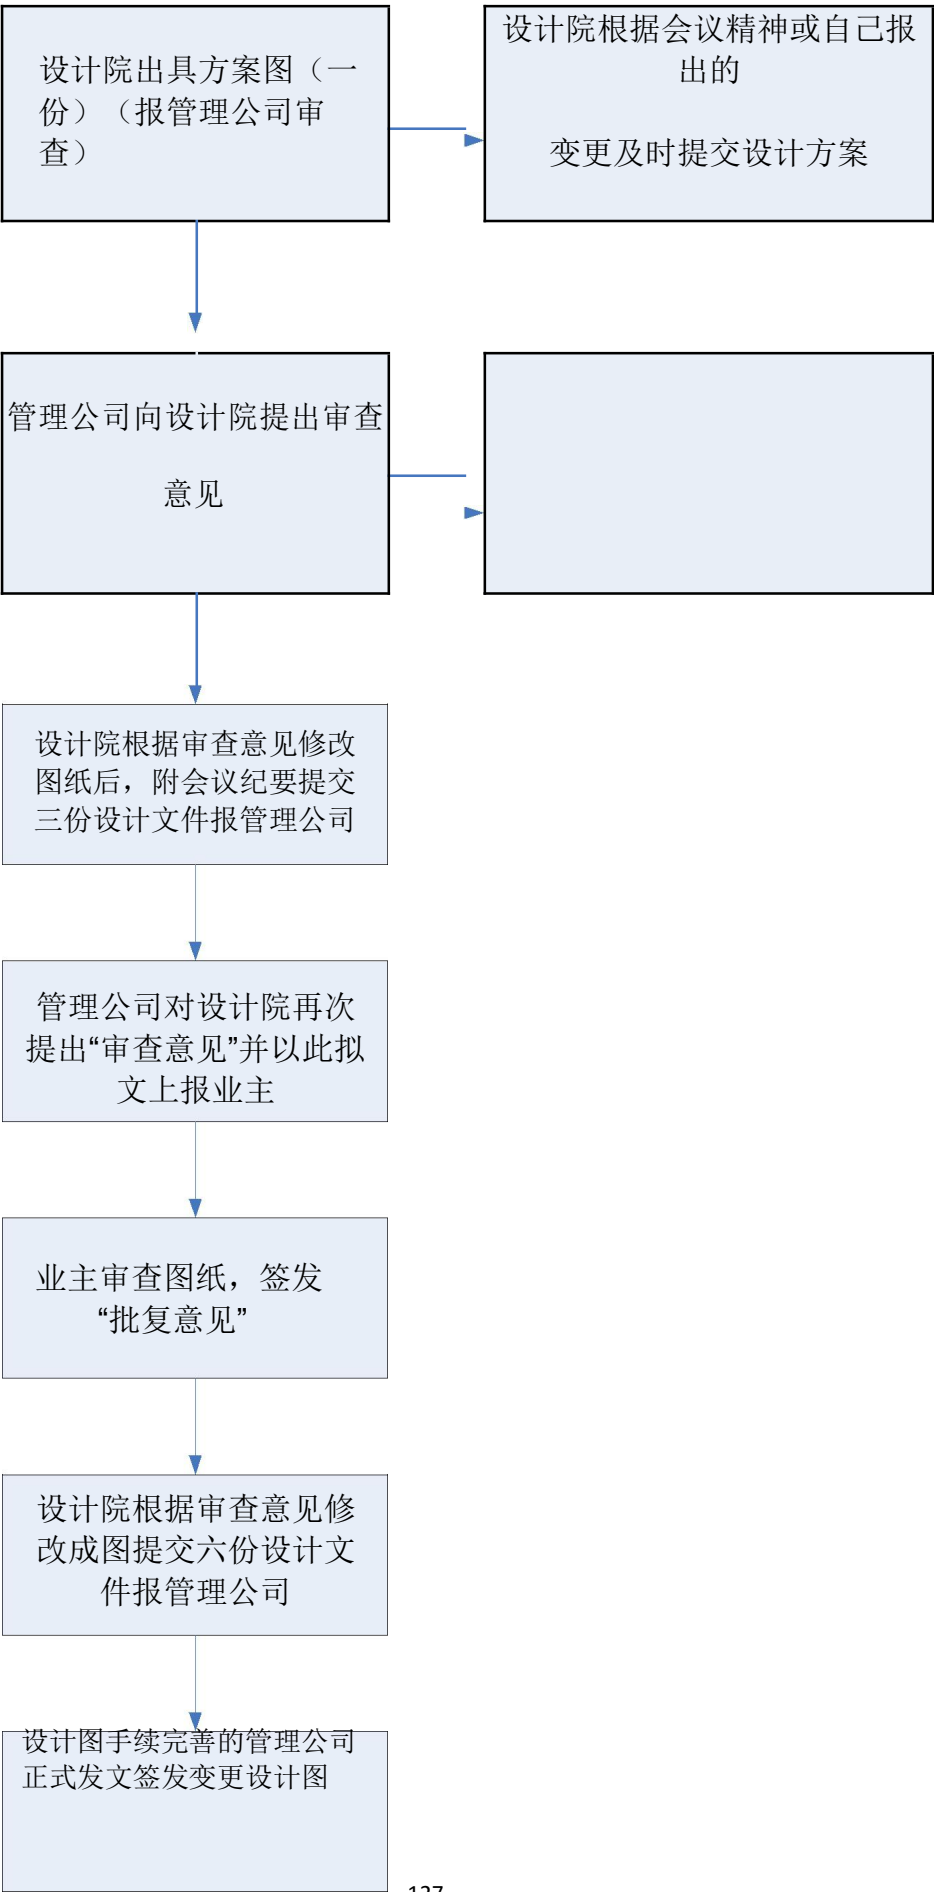 设计院出具方案图（一
份）（报管理公司审
查）
设计院根据会议精神或自己报
出的
变更及时提交设计方案
管理公司向设计院提出审查
意见
设计院根据审查意见修改
图纸后，附会议纪要提交
三份设计文件报管理公司
管理公司对设计院再次
提出“审查意见”并以此拟
文上报业主
业主审查图纸，签发
“批复意见”
设计院根据审查意见修
改成图提交六份设计文
件报管理公司
设计图手续完善的管理公司
正式发文签发变更设计图